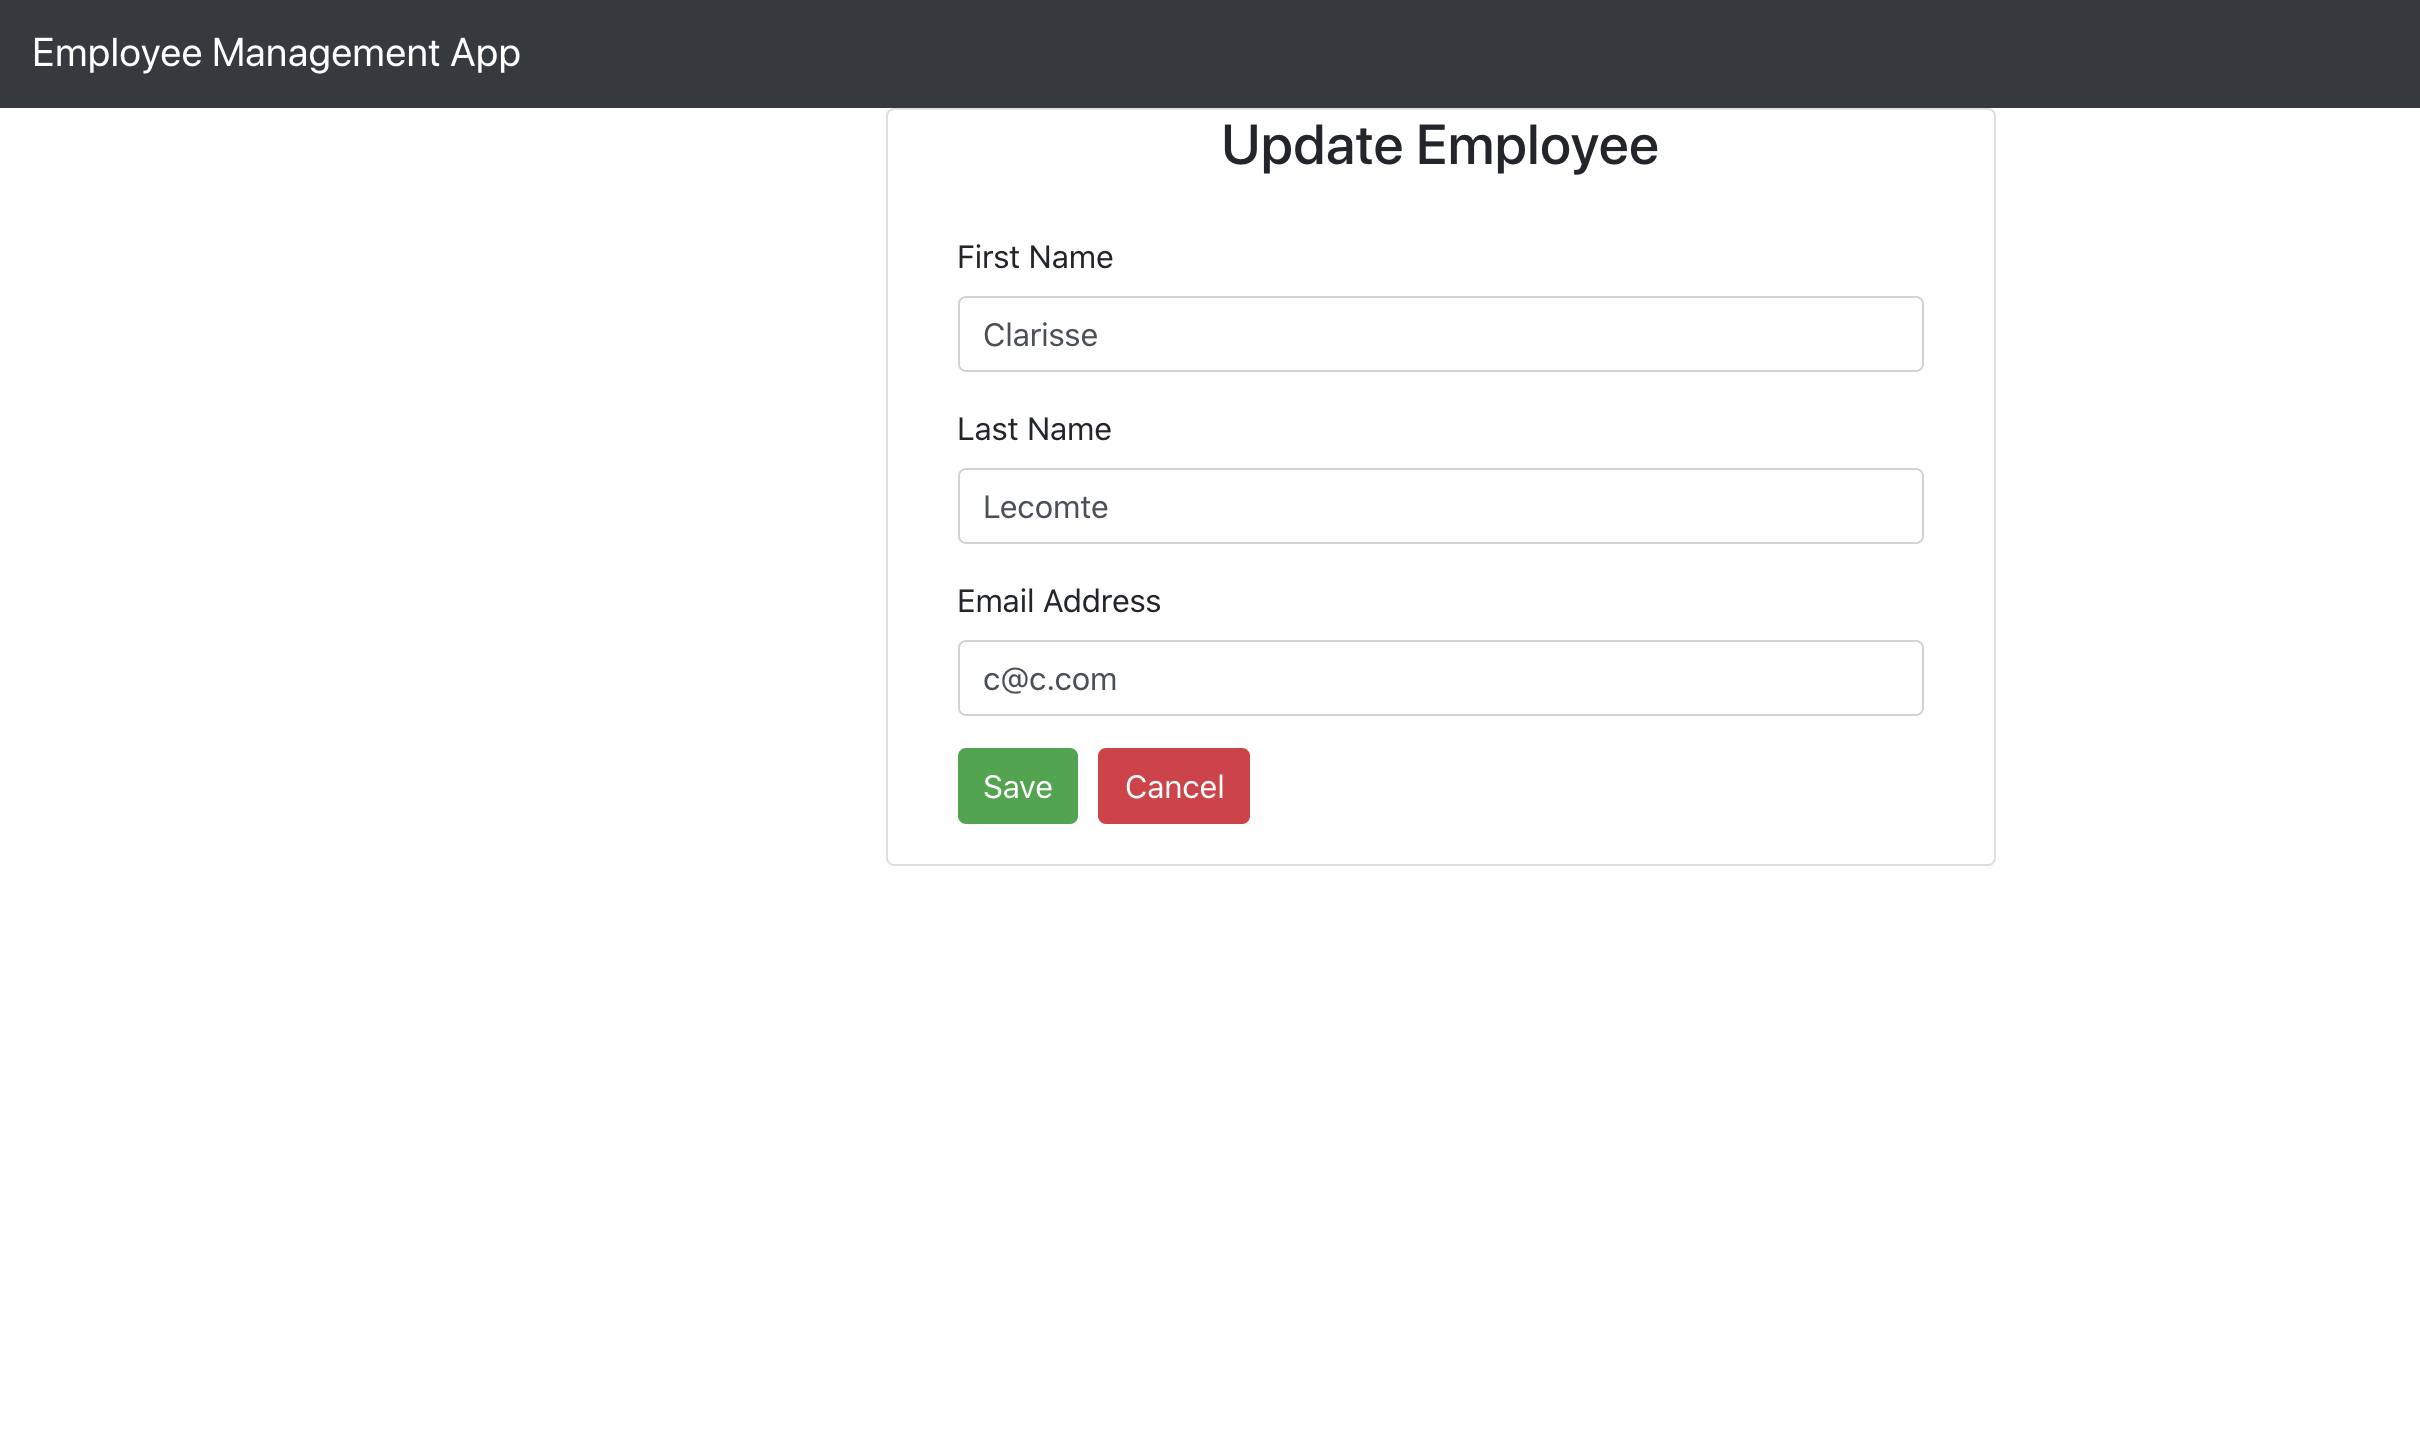 Employee Management App
Update Employee
First Name
Clarisse
Last Name
Lecomte
Email Address
c@c.com
Save Cancel